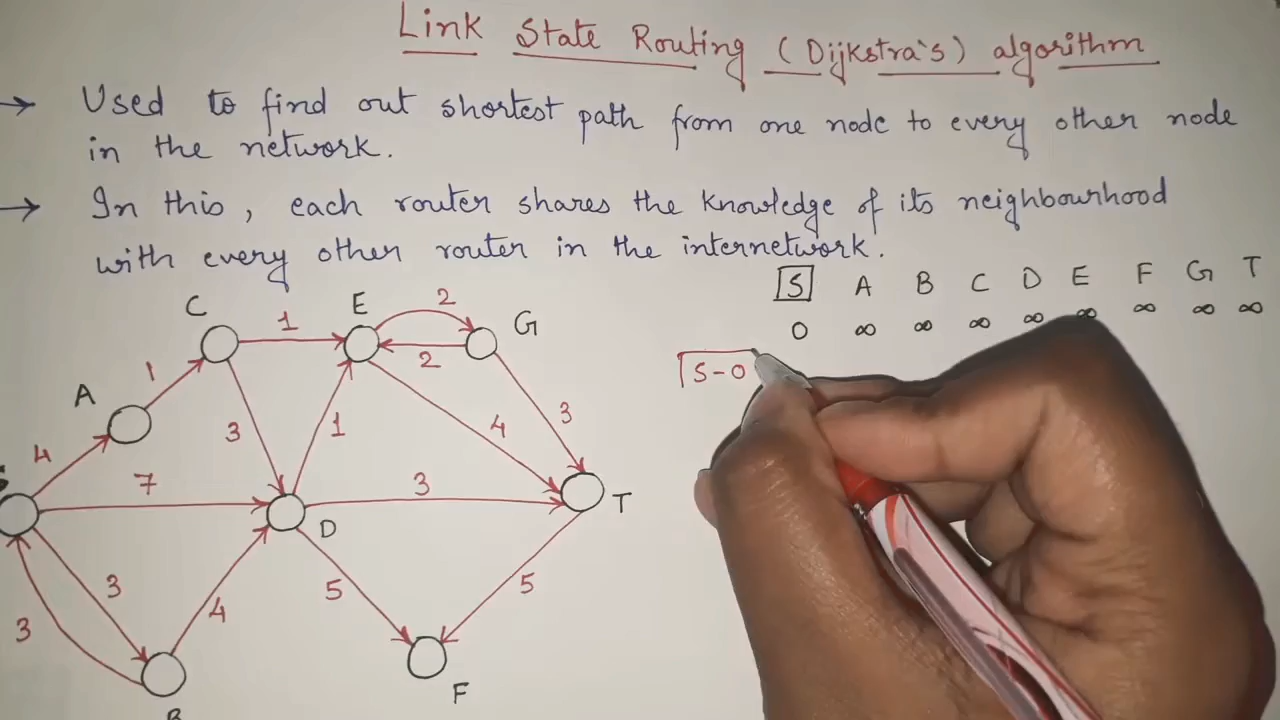 Link State Routing (Dijkstra's) algorithm
→ Used to find out shortest path from one node to every other node
in the network.
→ In this, each router shares the knowledge of its neighbourhood
with every other router in the internetwork.
S A B C D E F G T
0 ∞ ∞ ∞ ∞ ∞ ∞ ∞ ∞
S-0
C 1 E 2 G
2
A 1
3 1 4 3
4
7 3 T
D
3 5 5
3 4
F
B